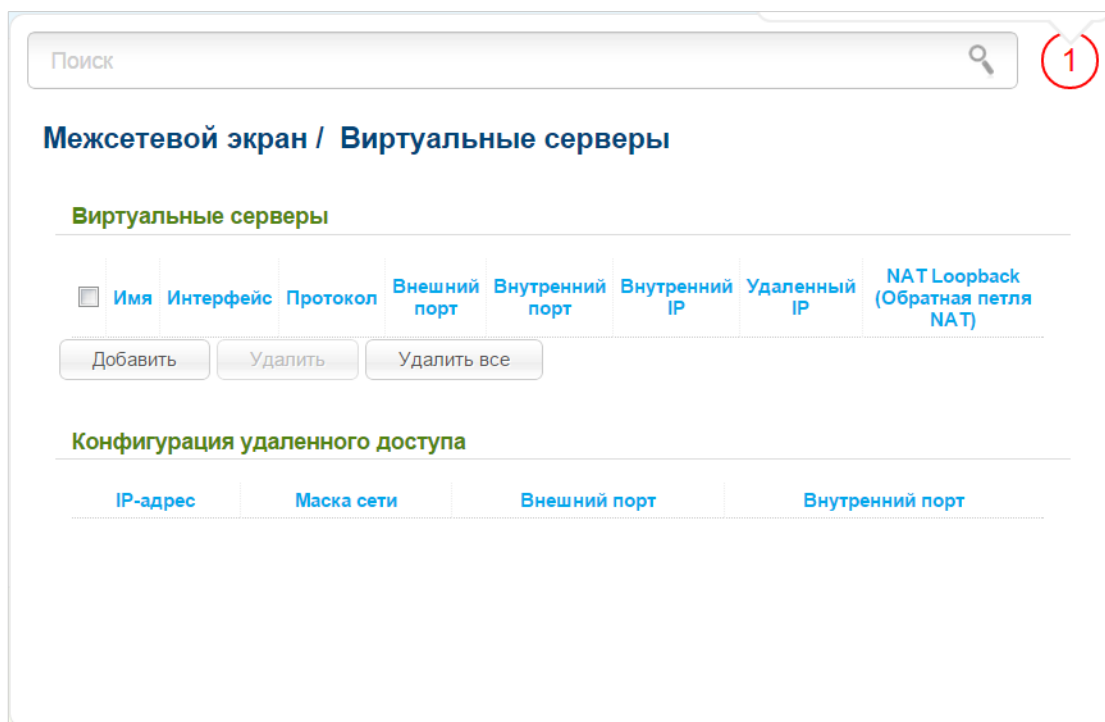 Поиск
1
Межсетевой экран / Виртуальные серверы
Виртуальные серверы
Имя
Интерфейс
Протокол
Внешний
порт
Внутренний
порт
Внутренний
IP
Удаленный
IP
NAT Loopback
(Обратная петля
NAT)
Добавить
Удалить
Удалить все
Конфигурация удаленного доступа
IP-адрес
Маска сети
Внешний порт
Внутренний порт